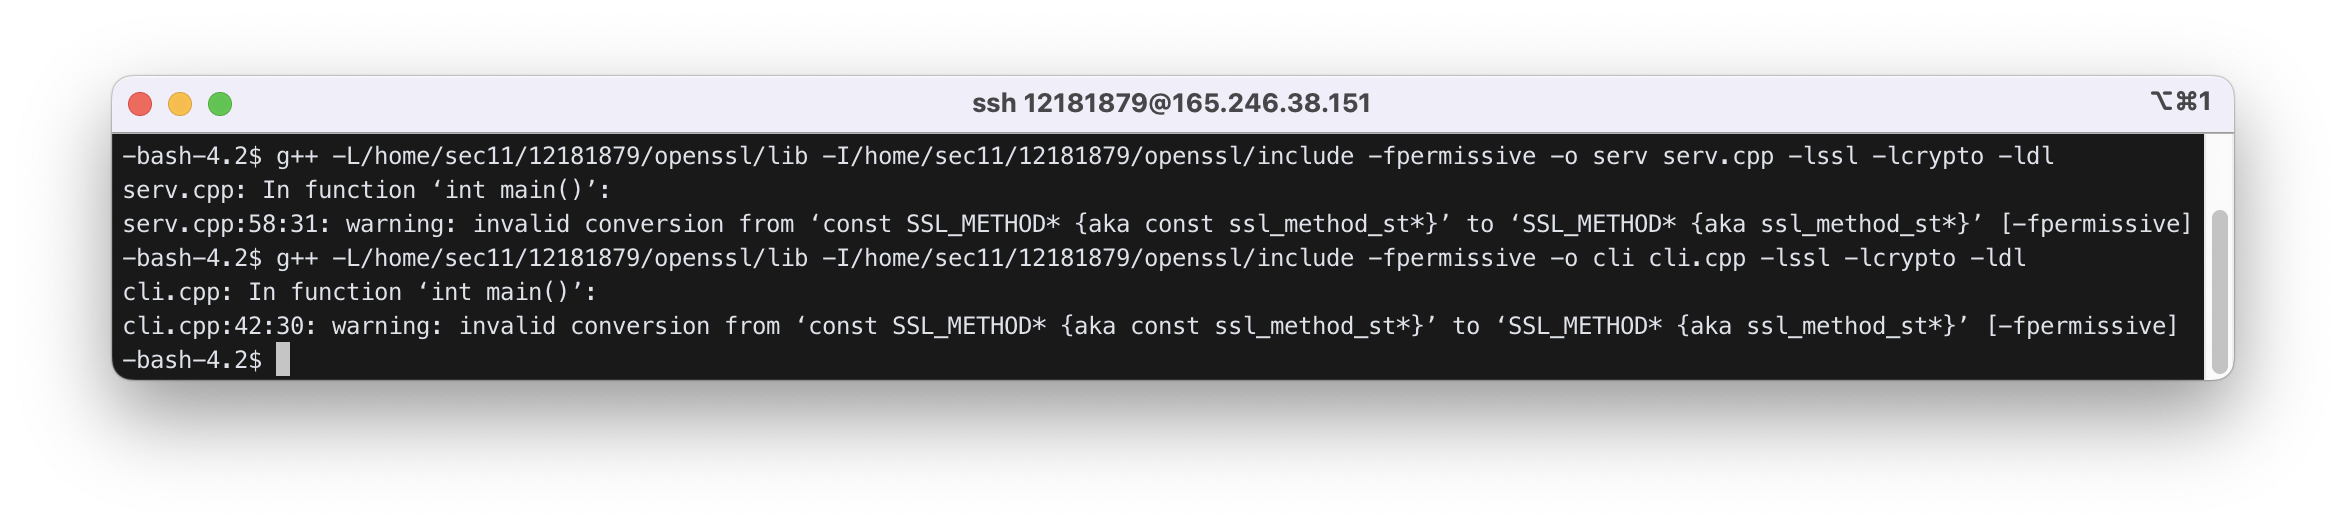 ssh 12181879@165.246.38.151
⌥⌘1
-bash-4.2$ g++ -L/home/sec11/12181879/openssl/lib -I/home/sec11/12181879/openssl/include -fpermissive -o serv serv.cpp -lssl -lcrypto -ldl
serv.cpp: In function ‘int main()’:
serv.cpp:58:31: warning: invalid conversion from ‘const SSL_METHOD* {aka const ssl_method_st*}’ to ‘SSL_METHOD* {aka ssl_method_st*}’ [-fpermissive]
-bash-4.2$ g++ -L/home/sec11/12181879/openssl/lib -I/home/sec11/12181879/openssl/include -fpermissive -o cli cli.cpp -lssl -lcrypto -ldl
cli.cpp: In function ‘int main()’:
cli.cpp:42:30: warning: invalid conversion from ‘const SSL_METHOD* {aka const ssl_method_st*}’ to ‘SSL_METHOD* {aka ssl_method_st*}’ [-fpermissive]
-bash-4.2$